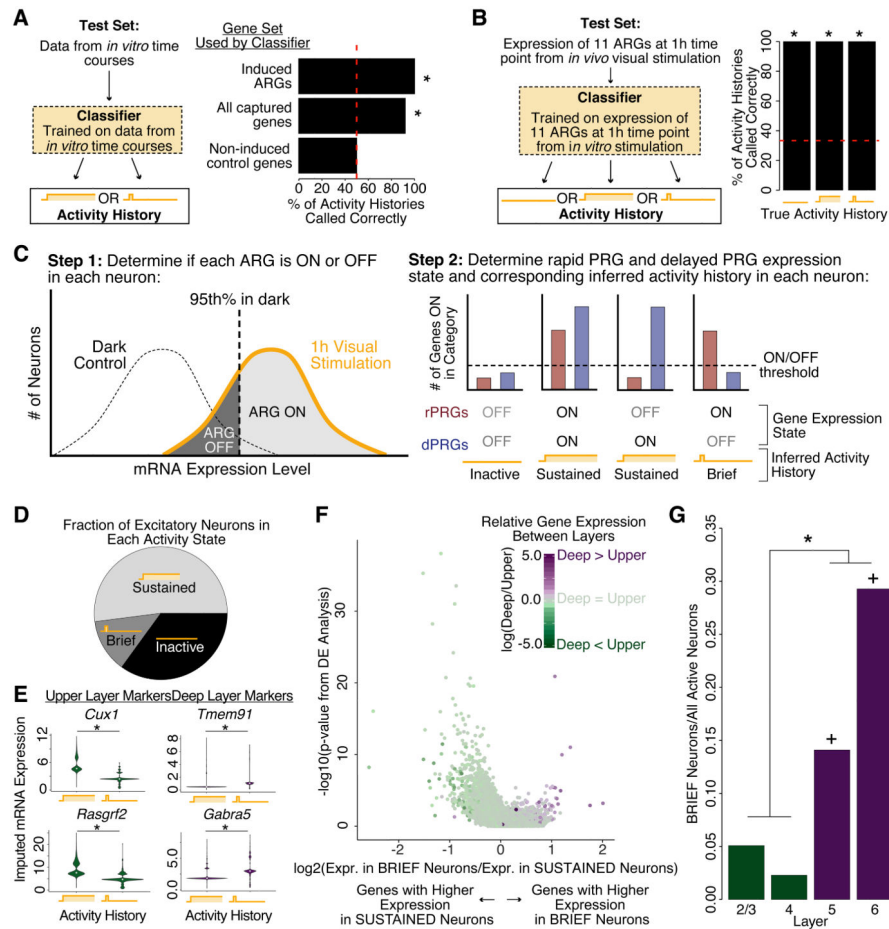 A
Test Set:
Data from in vitro time
courses
Classifier
Trained on data from
in vitro time courses
OR
Activity History
Gene Set
Used by Classifier
Induced
ARGs
All captured
genes
Non-induced
control genes
*
*
0 20 40 60 80 100
% of Activity Histories
Called Correctly
B
Test Set:
Expression of 11 ARGs at 1h time
point from in vivo visual stimulation
Classifier
Trained on expression of
11 ARGs at 1h time point
from in vitro stimulation
OR OR
Activity History
% of Activity Histories
Called Correctly
0 20 40 60 80 100
* * *
True Activity History
C
Step 1: Determine if each ARG is ON or OFF
in each neuron:
95th% in dark
Dark
Control
1h Visual
Stimulation
ARG ON
ARG
OFF
# of Neurons
mRNA Expression Level
Step 2: Determine rapid PRG and delayed PRG expression
state and corresponding inferred activity history in each neuron:
# of Genes ON
in Category
ON/OFF
threshold
rPRGs OFF ON OFF ON
dPRGs OFF ON ON OFF
Gene Expression
State
Inactive Sustained Sustained Brief
Inferred Activity
History
D
Fraction of Excitatory Neurons in
Each Activity State
Sustained
Brief
Inactive
E
Upper Layer Markers Deep Layer Markers
Cux1 Tmem91
*
*
0 6 12
0 2 4 6 8
Rasgrf2 Gabra5
*
*
0 10 20
0.0 2.0 5.0
Imputed mRNA Expression
Activity History Activity History
F
Relative Gene Expression
Between Layers
log(Deep/Upper)
5.0 Deep > Upper
0.0 Deep = Upper
-5.0 Deep < Upper
-log10(p-value from DE Analysis)
0 10 20 30
-2 -1 0 1 2
log2(Expr. in BRIEF Neurons/Expr. in SUSTAINED Neurons)
Genes with Higher
Expression
in SUSTAINED Neurons
Genes with Higher
Expression
in BRIEF Neurons
G
BRIEF Neurons/All Active Neurons
0.00 0.05 0.10 0.15 0.20 0.25 0.30 0.35
*
+
+
2/3 4 5 6
Layer